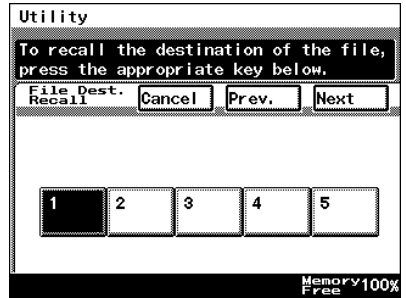 Utility
To recall the destination of the file,
press the appropriate key below.
File Dest.
Recall
Cancel Prev. Next
1 2 3 4 5
Memory
Free 100%